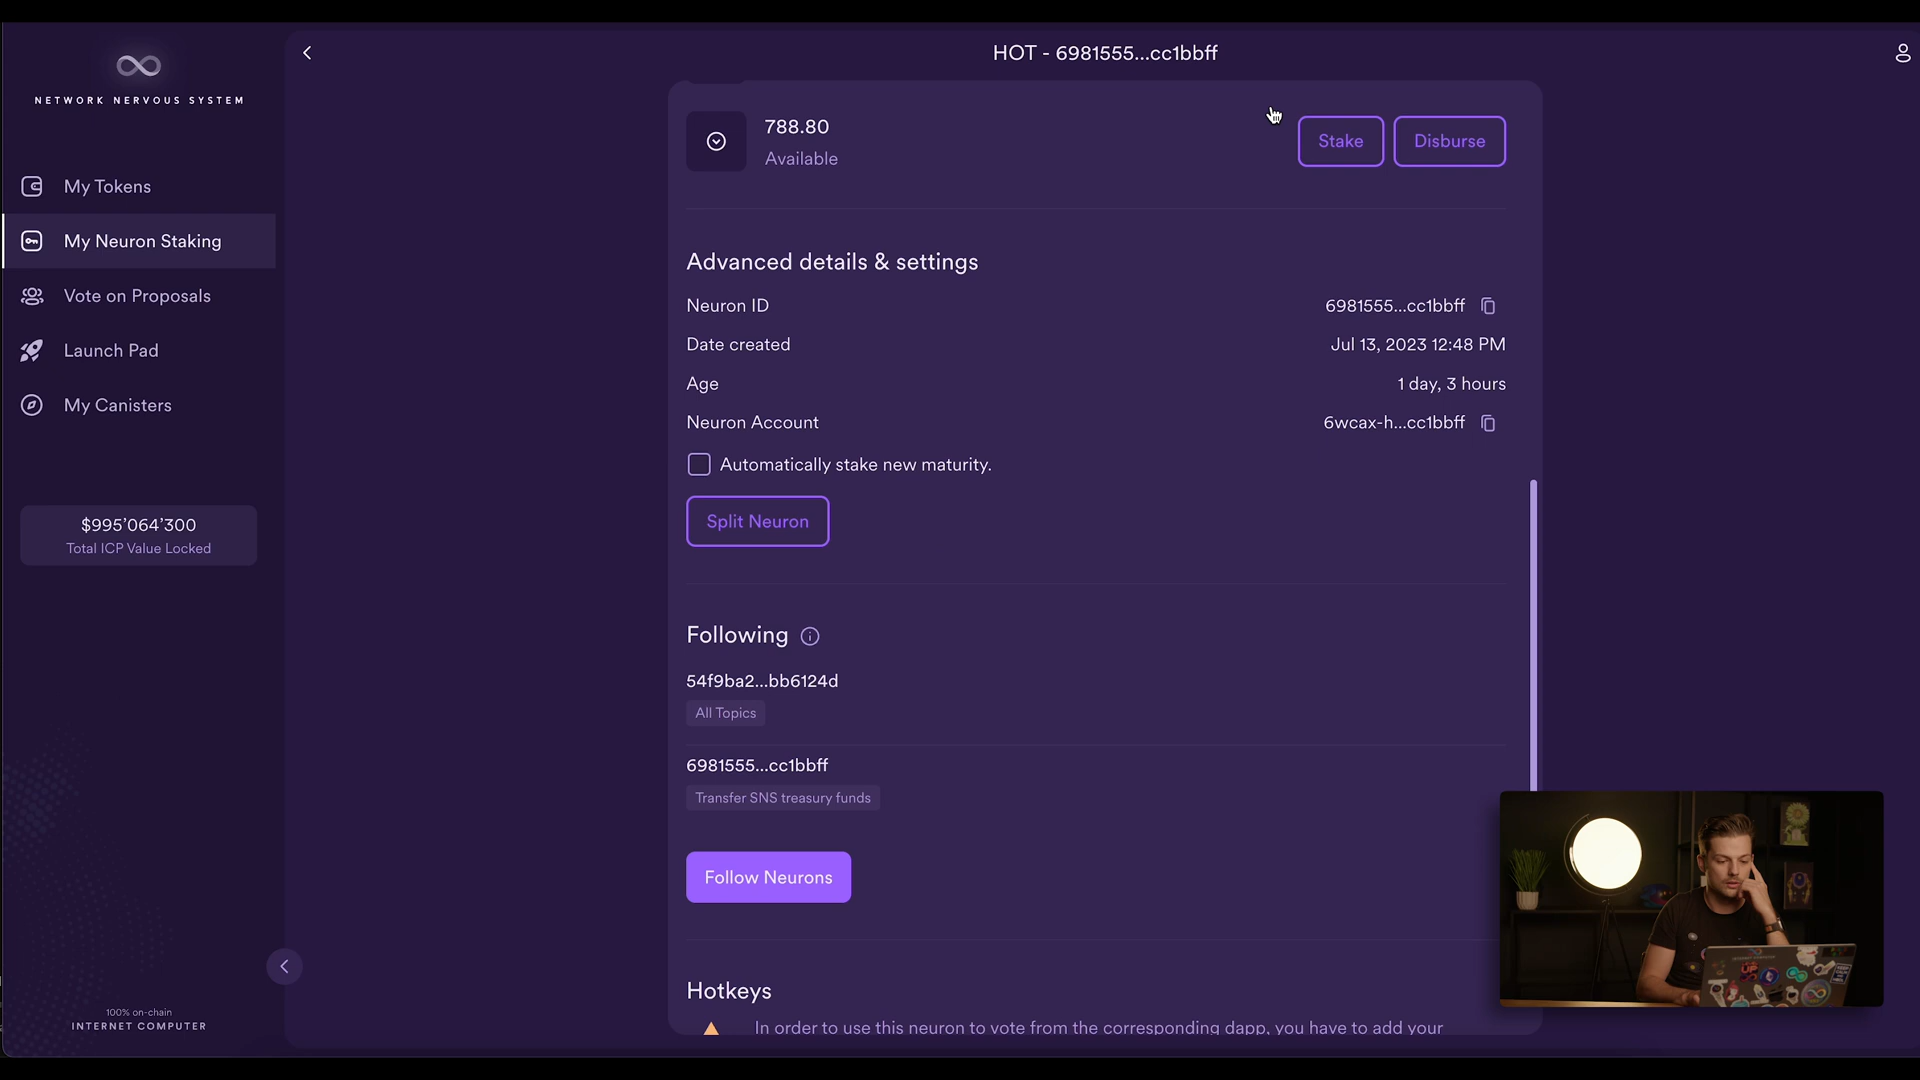 NETWORK NERVOUS SYSTEM
My Tokens
My Neuron Staking
Vote on Proposals
Launch Pad
My Canisters
$995’064’300
Total ICP Value Locked
100% on-chain
INTERNET COMPUTER
HOT - 6981555...cc1bbff
788.80
Available
Stake
Disburse
Advanced details & settings
Neuron ID 6981555...cc1bbff
Date created Jul 13, 2023 12:48 PM
Age 1 day, 3 hours
Neuron Account 6wcax-h...cc1bbff
Automatically stake new maturity.
Split Neuron
Following
54f9ba2...bb6124d
All Topics
6981555...cc1bbff
Transfer SNS treasury funds
Follow Neurons
Hotkeys
In order to use this neuron to vote from the corresponding dapp, you have to add your